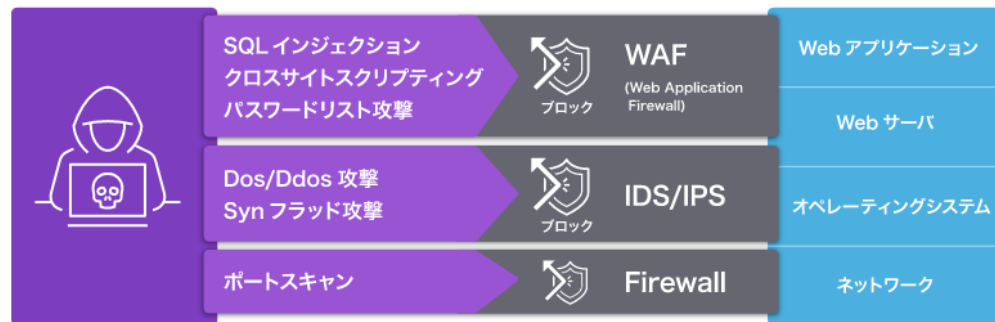 SQL インジェクション
クロスサイトスクリプティング
パスワードリスト攻撃
ブロック
WAF
(Web Application
Firewall)
Web アプリケーション
Web サーバ
Dos/Ddos 攻撃
Syn フラッド攻撃
ブロック
IDS/IPS
オペレーティングシステム
ポートスキャン
Firewall
ネットワーク